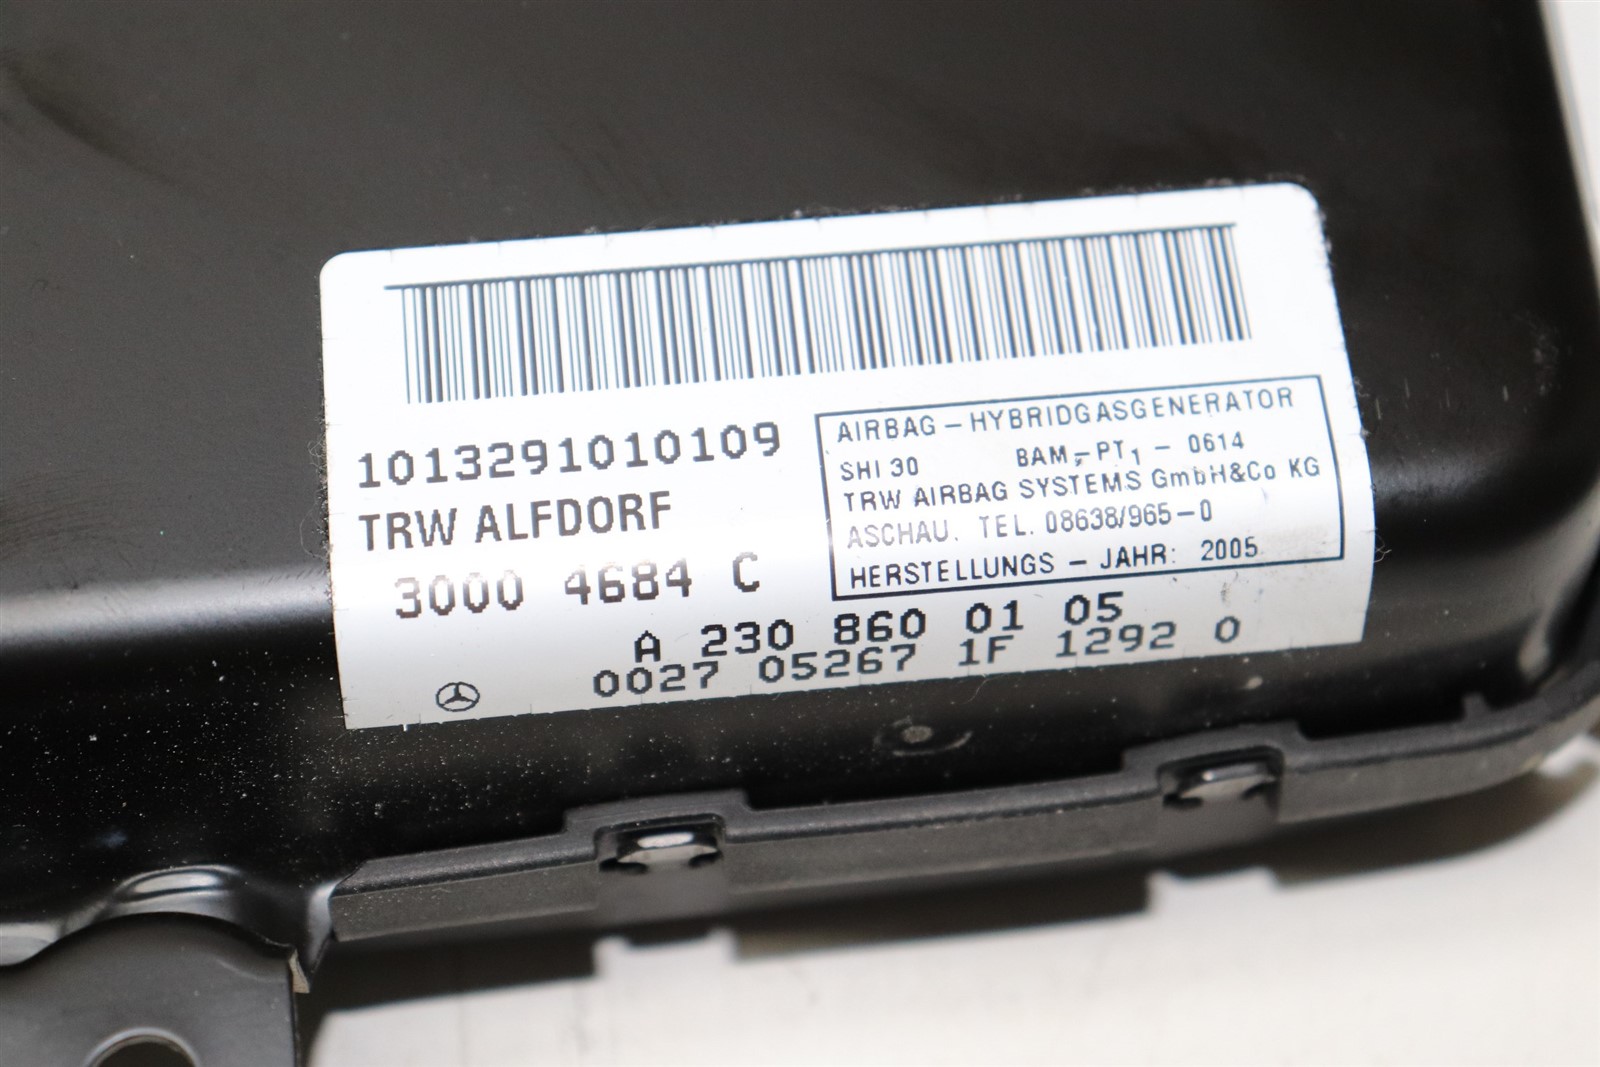 1013291010109
TRW ALFDORF
3000 4684 C
AIRBAG – HYBRIDGASGENERATOR
SHI 30 BAM – PT1 – 0614
TRW AIRBAG SYSTEMS GmbH&Co KG
ASCHAU. TEL. 08638/965–0
HERSTELLUNGS – JAHR: 2005
A 230 860 01 05
0027 05267 1F 1292 0